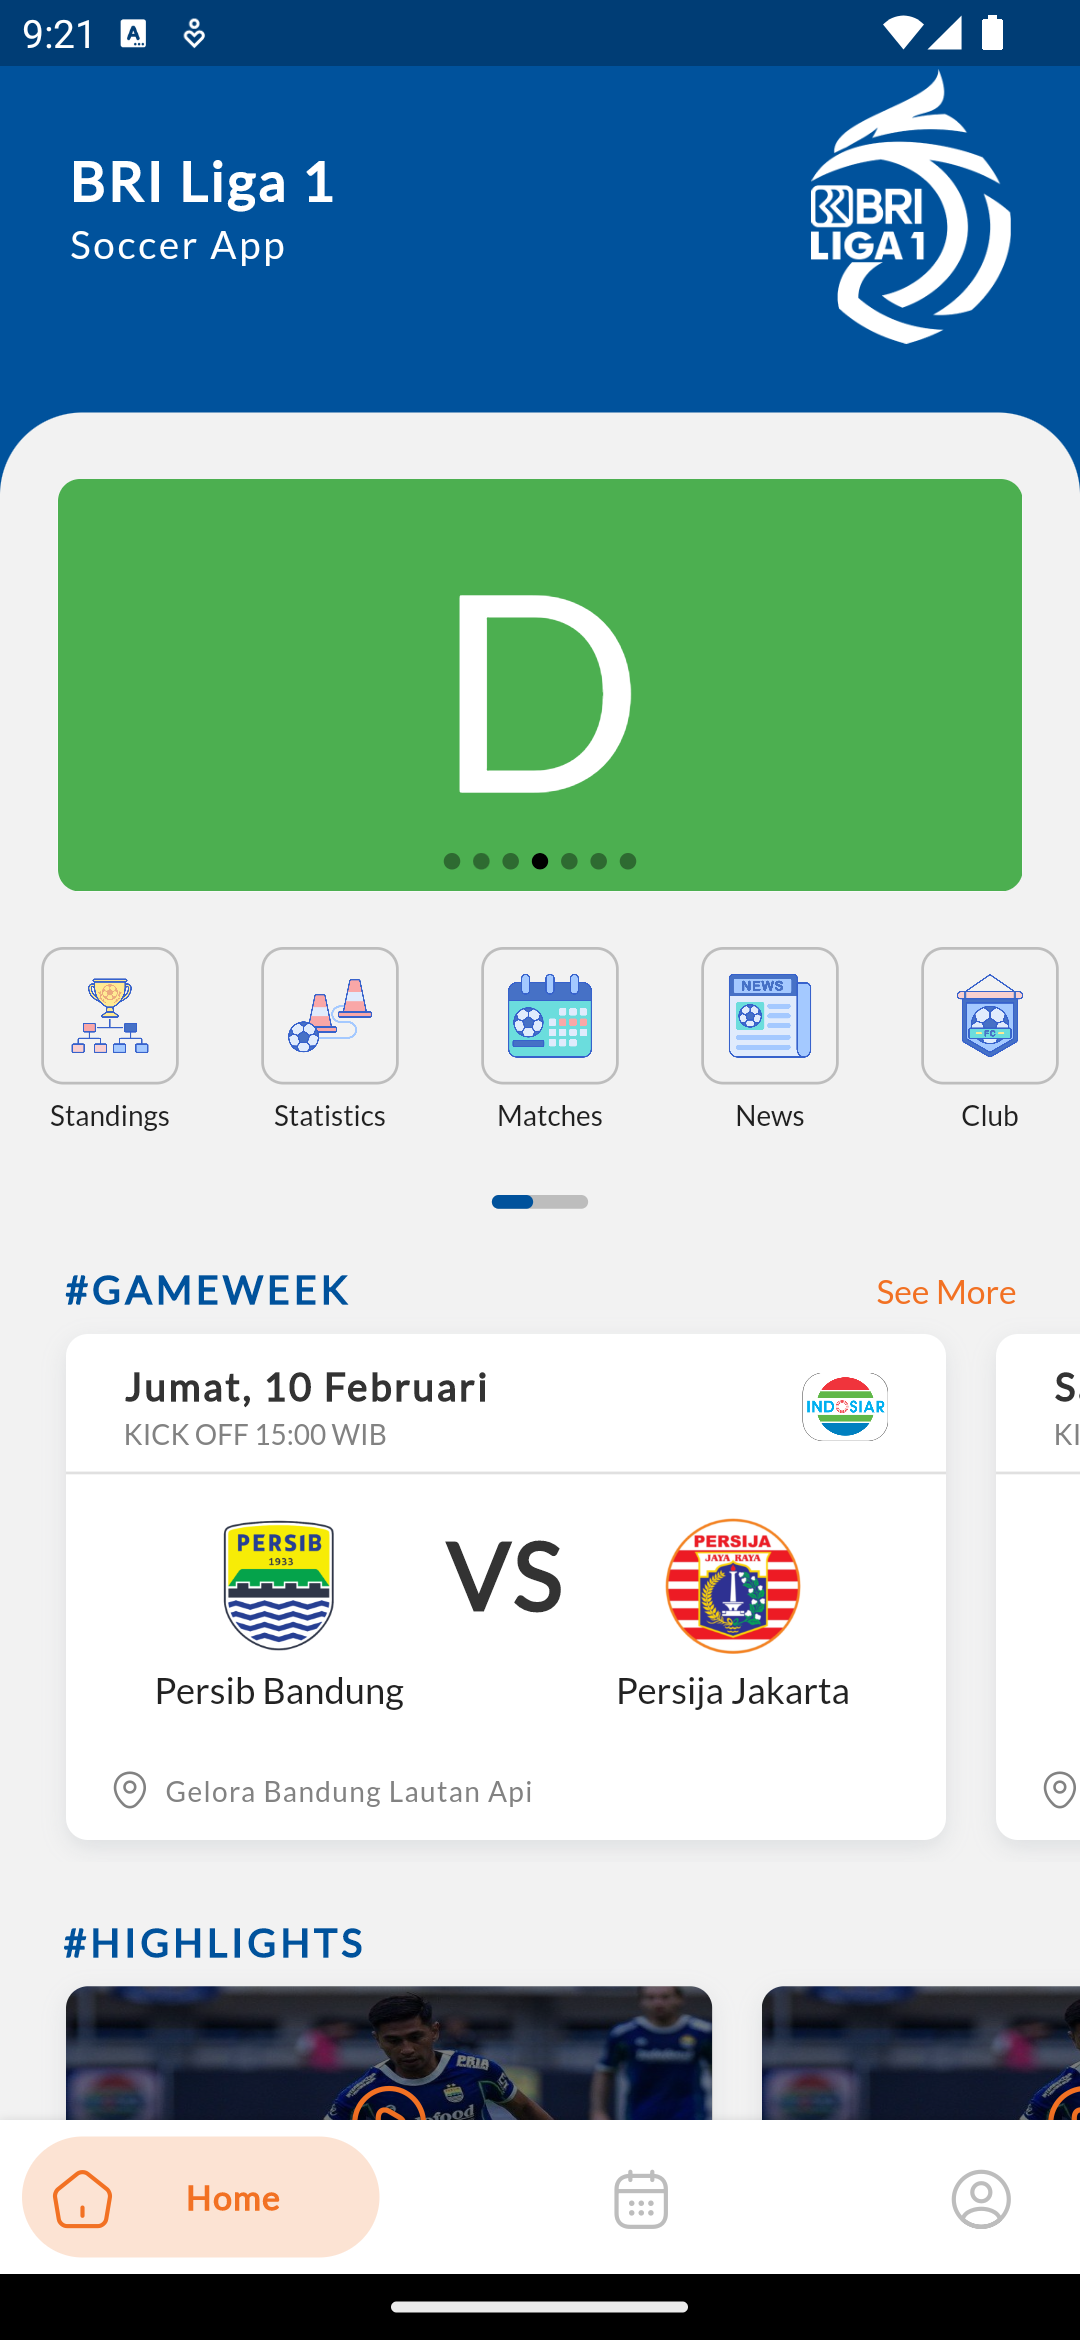 9:21
BRI Liga 1
Soccer App
BRI
LIGA 1
D
NEWS
FC
Standings
Statistics
Matches
News
Club
#GAMEWEEK
See More
Jumat, 10 Februari
KICK OFF 15:00 WIB
INDOSIAR
S
KI
PERSIB
1933
VS
PERSIJA
JAYA RAYA
Persib Bandung
Persija Jakarta
Gelora Bandung Lautan Api
#HIGHLIGHTS
PRIA
food
Home